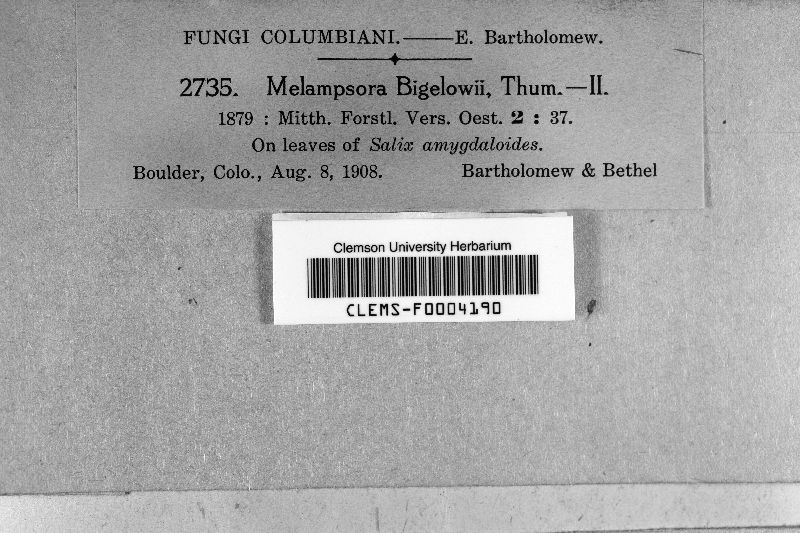 FUNGI COLUMBIANI.——E. Bartholomew.
2735. Melampsora Bigelowii, Thum.—II.
1879 : Mitth. Forstl. Vers. Oest. 2 : 37.
On leaves of Salix amygdaloides.
Boulder, Colo., Aug. 8, 1908. Bartholomew & Bethel
Clemson University Herbarium
CLEMS-F0004190